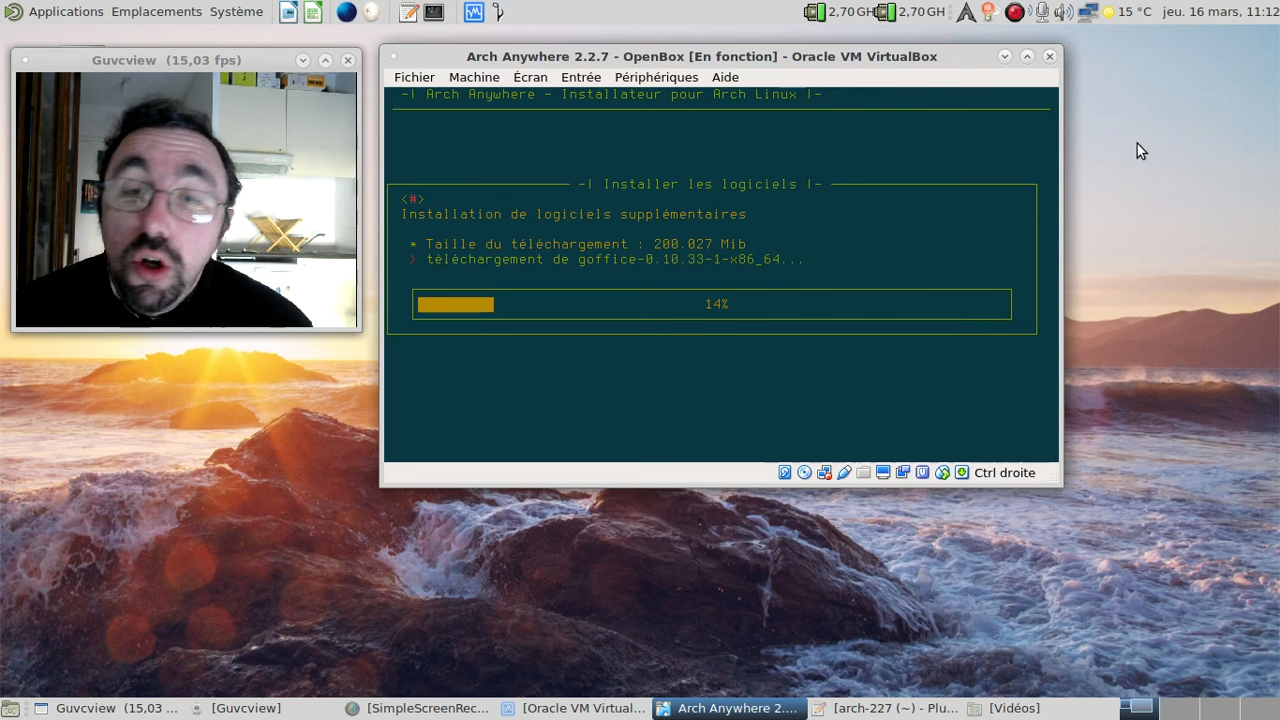 Applications Emplacements Système
2,70 GH 2,70 GH
15 °C jeu. 16 mars, 11:12
Guvcview (15,03 fps)
Arch Anywhere 2.2.7 - OpenBox [En fonction] - Oracle VM VirtualBox
Fichier Machine Écran Entrée Périphériques Aide
-| Arch Anywhere - Installateur pour Arch Linux |-
-| Installer les logiciels |-
<#>
Installation de logiciels supplémentaires
* Taille du téléchargement : 200.027 Mib
> téléchargement de goffice-0.10.33-1-x86_64...
14%
Ctrl droite
Guvcview (15,03 ...
[Guvcview]
[SimpleScreenRec...
[Oracle VM Virtual...
Arch Anywhere 2....
[arch-227 (~) - Plu...
[Vidéos]